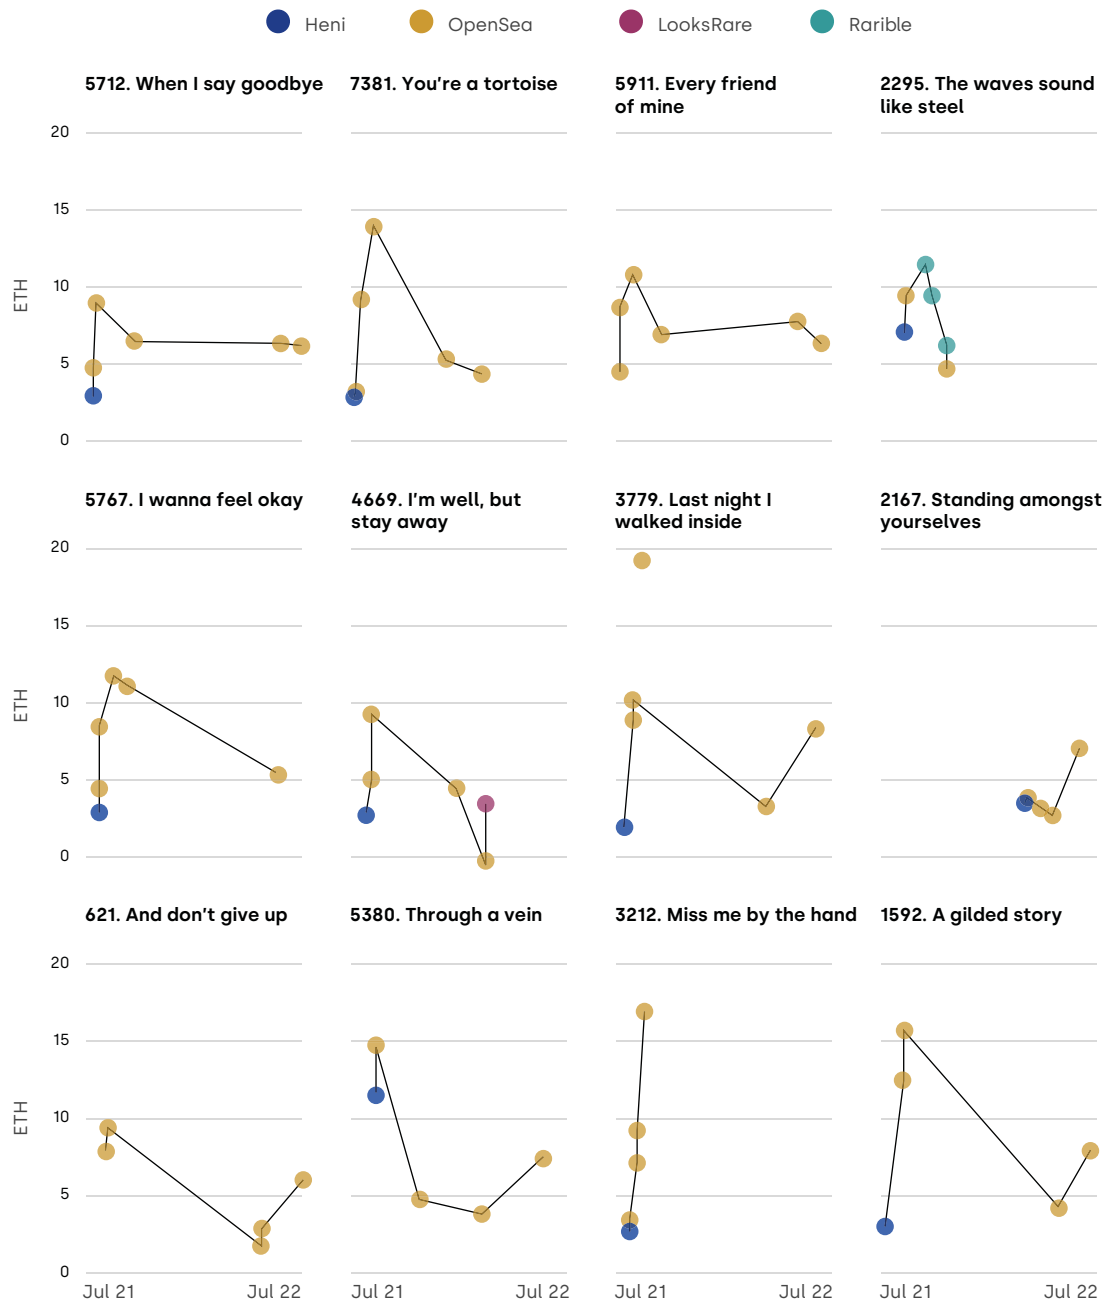 Heni OpenSea LooksRare Rarible
5712. When I say goodbye 7381. You're a tortoise 5911. Every friend 2295. The waves sound
of mine like steel
20
15
10
ETH
5
0
5767. I wanna feel okay 4669. I'm well, but 3779. Last night I 2167. Standing amongst
stay away walked inside yourselves
20
15
10
ETH
5
0
621. And don't give up 5380. Through a vein 3212. Miss me by the hand 1592. A gilded story
20
15
10
ETH
5
0
Jul 21 Jul 22 Jul 21 Jul 22 Jul 21 Jul 22 Jul 21 Jul 22